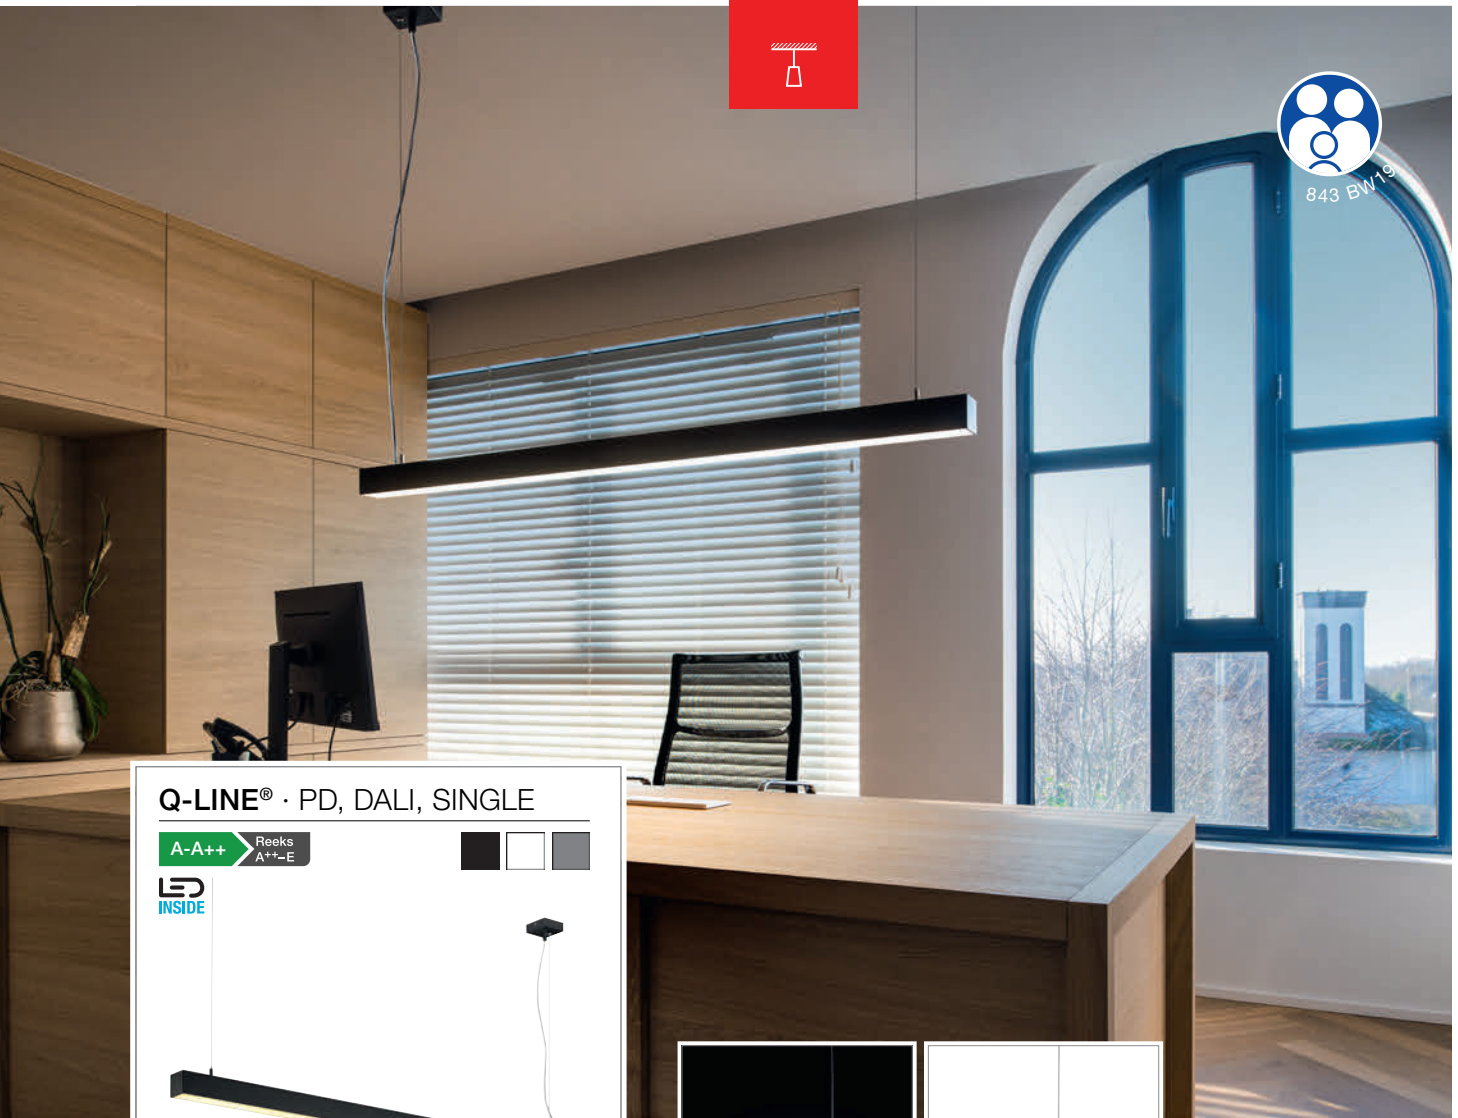 843 BW19
Q-LINE® · PD, DALI, SINGLE
A-A++
Reeks
A++–E
LED
INSIDE